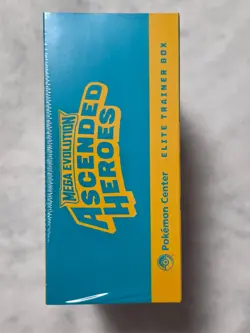 MEGA EVOLUTION
ASCENDED
HEROES
Pokémon Center
ELITE TRAINER BOX